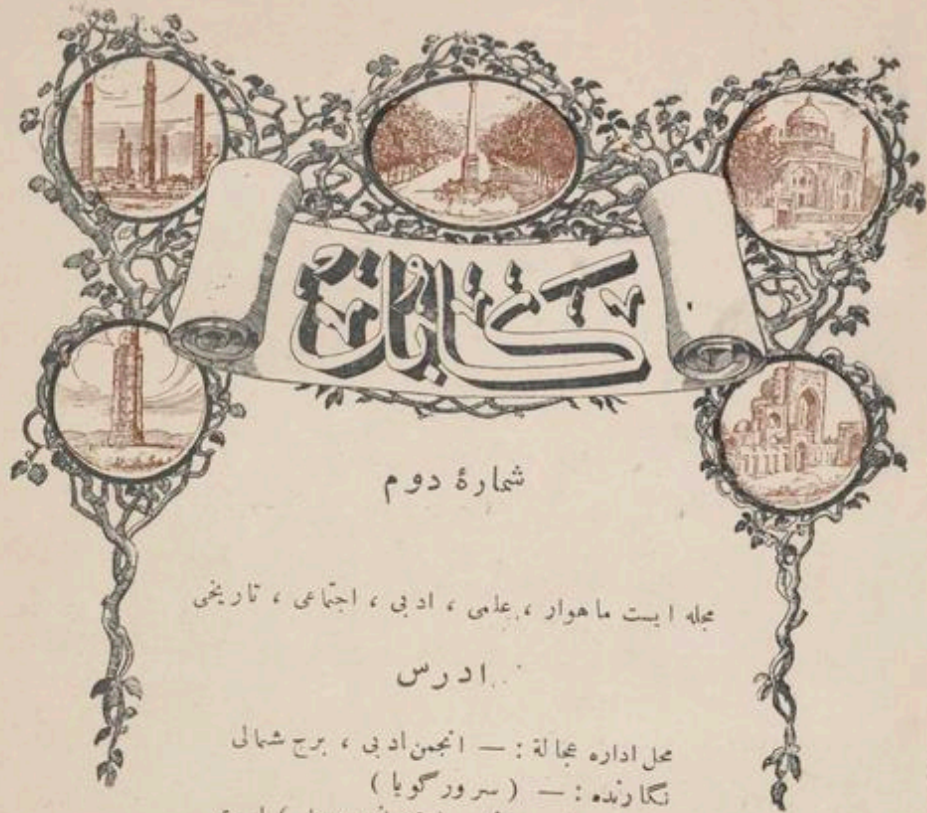 کابل
شمارهٔ دوم
مجله ایست ماهوار ، علمی ، ادبی ، اجتماعی ، تاریخی
ادرس
محل اداره عجالة : — انجمن ادبی ، برج شمالی
نگارنده : — ( سرور گویا )